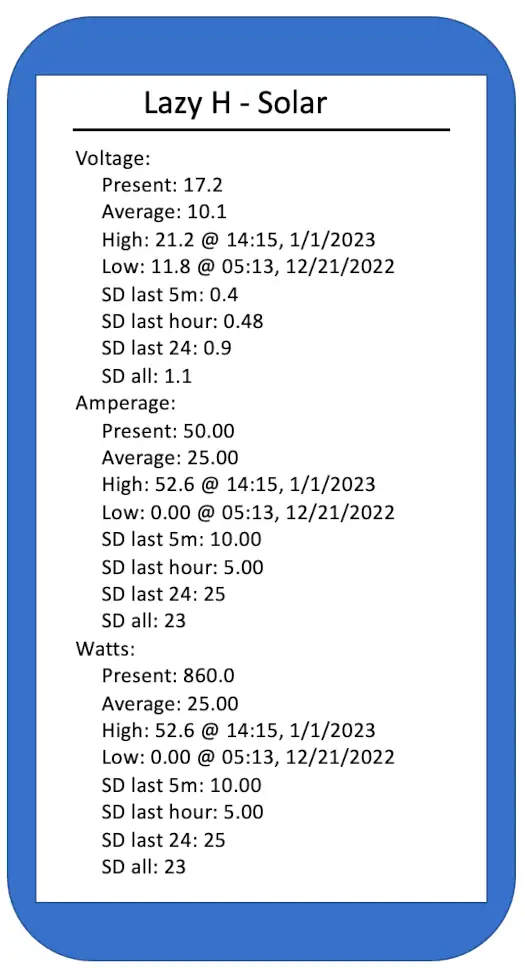 Lazy H - Solar
Voltage:
Present: 17.2
Average: 10.1
High: 21.2 @ 14:15, 1/1/2023
Low: 11.8 @ 05:13, 12/21/2022
SD last 5m: 0.4
SD last hour: 0.48
SD last 24: 0.9
SD all: 1.1
Amperage:
Present: 50.00
Average: 25.00
High: 52.6 @ 14:15, 1/1/2023
Low: 0.00 @ 05:13, 12/21/2022
SD last 5m: 10.00
SD last hour: 5.00
SD last 24: 25
SD all: 23
Watts:
Present: 860.0
Average: 25.00
High: 52.6 @ 14:15, 1/1/2023
Low: 0.00 @ 05:13, 12/21/2022
SD last 5m: 10.00
SD last hour: 5.00
SD last 24: 25
SD all: 23